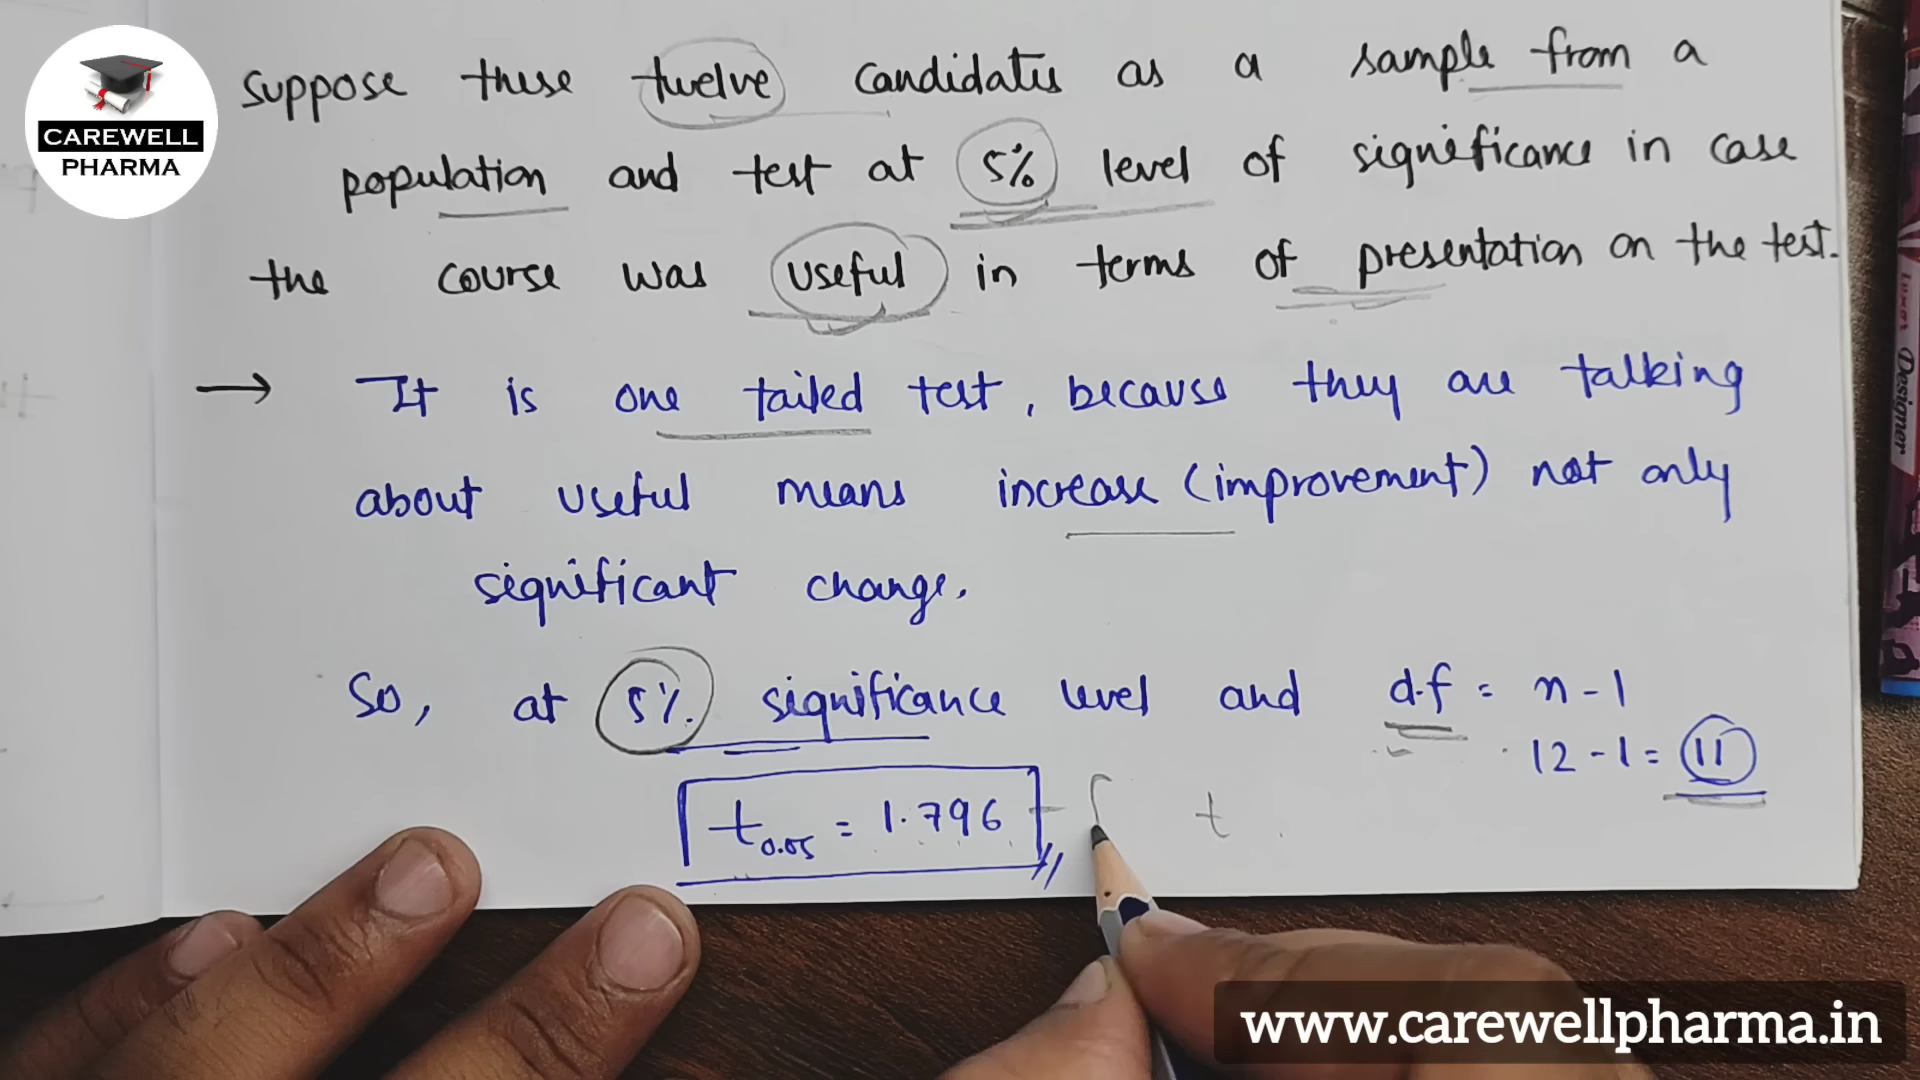 CAREWELL
PHARMA
suppose these twelve candidates as a sample from a
population and test at 5% level of significance in case
the course was useful in terms of presentation on the test.
→ It is one tailed test, because they are talking
about useful means increase (improvement) not only
significant change.
So, at 5% significance level and d.f = n - 1
12 - 1 = 11
t0.05 = 1.796
t
www.carewellpharma.in